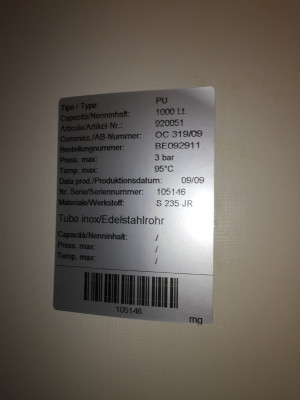 Tipo / Type: PU
Capacità/Nenninhalt: 1000 Lt.
Articolo/Artikel-Nr.: 920051
Commiss./AB-Nummer: OC 319/09
Bestellungnummer: BE092911
Press. max: 3 bar
Temp. max: 95°C
Data prod./Produktionsdatum: 09/09
Nr. Serie/Seriennummer: 105146
Materiale/Werkstoff: S 235 JR
Tubo inox/Edelstahlrohr
Capacità/Nenninhalt: /
Press. max: /
Temp. max: /
105146
mg